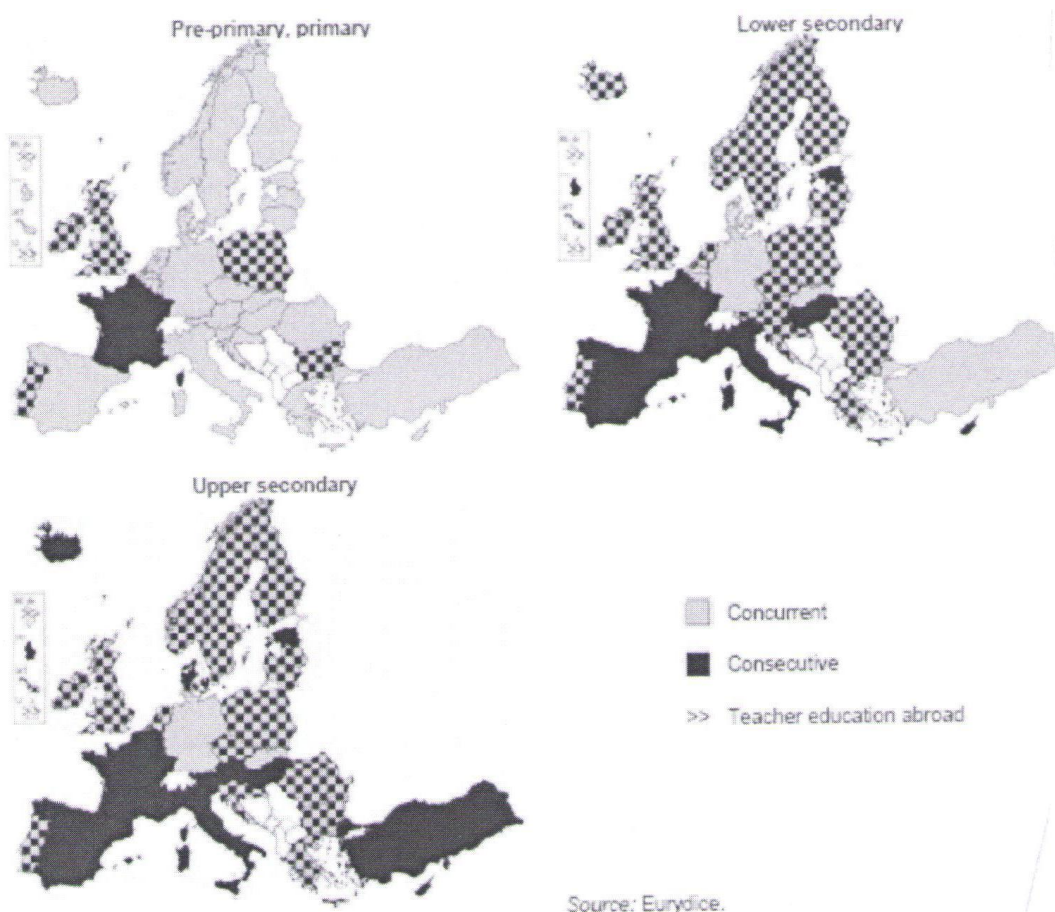 Pre-primary, primary
Lower secondary
Upper secondary
Concurrent
Consecutive
>> Teacher education abroad
Source: Eurydice.